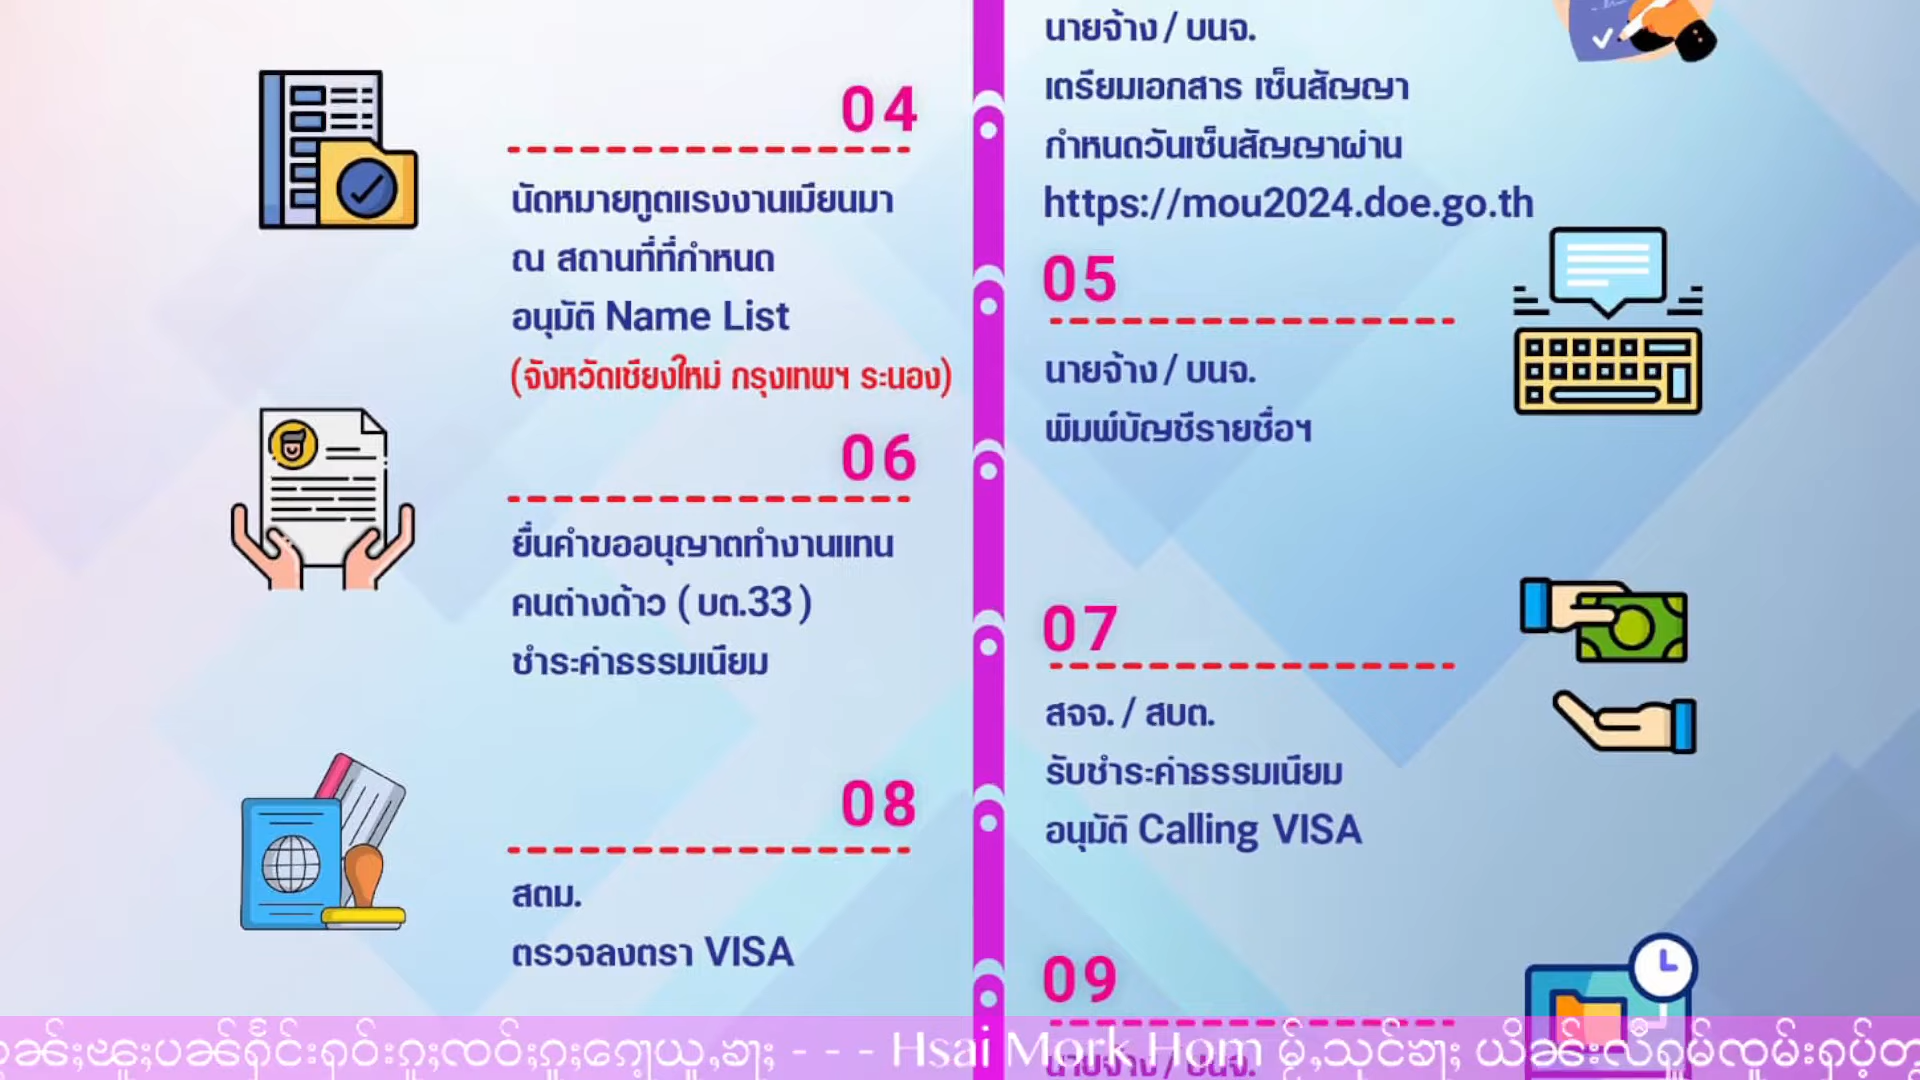 นายจ้าง / บนจ.
เตรียมเอกสาร เซ็นสัญญา
กำหนดวันเซ็นสัญญาผ่าน
https://mou2024.doe.go.th
04
นัดหมายทูตแรงงานเมียนมา
ณ สถานที่ที่กำหนด
อนุมัติ Name List
(จังหวัดเชียงใหม่ กรุงเทพฯ ระนอง)
05
นายจ้าง / บนจ.
พิมพ์บัญชีรายชื่อฯ
06
ยื่นคำขออนุญาตทำงานแทน
คนต่างด้าว ( บต.33 )
ชำระค่าธรรมเนียม
07
สจจ. / สบต.
รับชำระค่าธรรมเนียม
อนุมัติ Calling VISA
08
สตม.
ตรวจลงตรา VISA
09
นายจ้าง / บนจ.
- - - Hsai Mork Hom